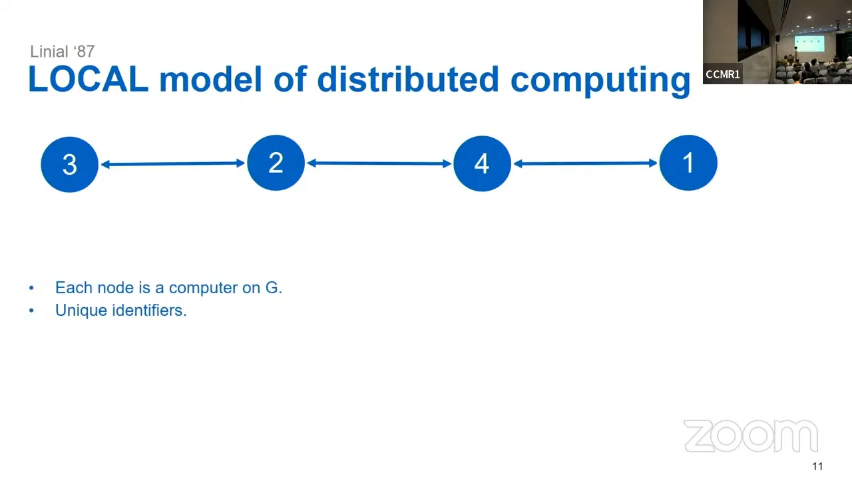 Linial ‘87
LOCAL model of distributed computing
CCMR1
3 2 4 1
• Each node is a computer on G.
• Unique identifiers.
zoom
11